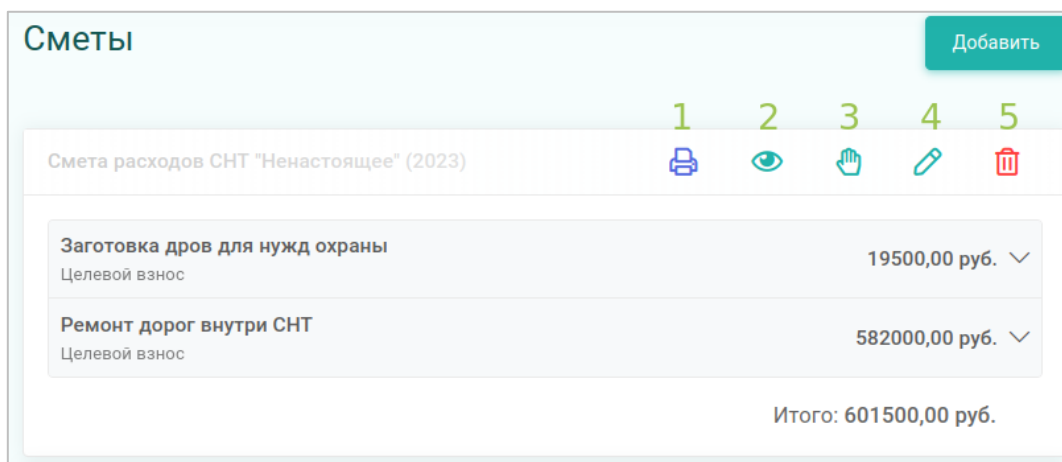 Сметы
Добавить
1 2 3 4 5
Смета расходов СНТ "Ненастоящее" (2023)
Заготовка дров для нужд охраны
19500,00 руб.
Целевой взнос
Ремонт дорог внутри СНТ
582000,00 руб.
Целевой взнос
Итого: 601500,00 руб.